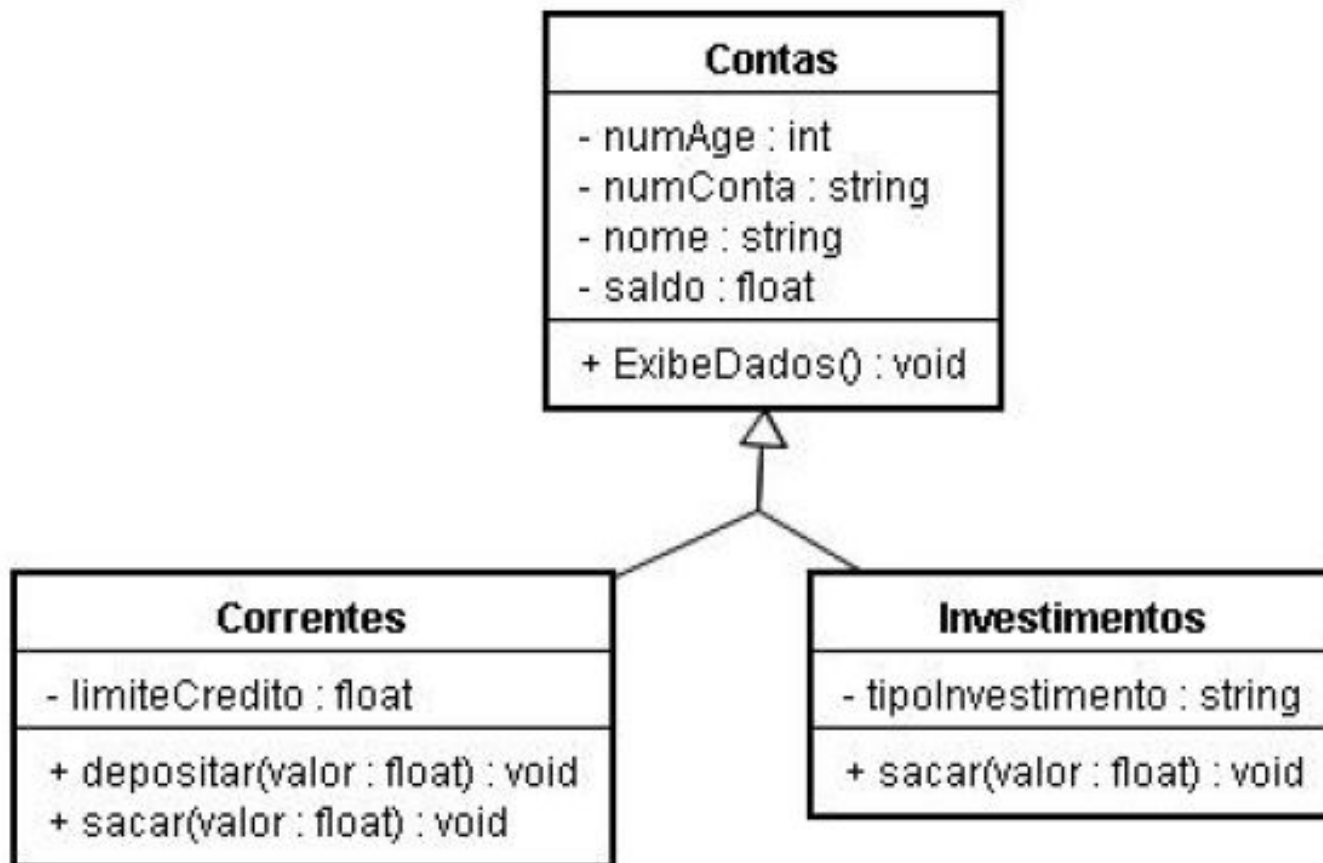 Contas
- numAge : int
- numConta : string
- nome : string
- saldo : float
+ ExibeDados() : void
Correntes
- limiteCredito : float
+ depositar(valor : float) : void
+ sacar(valor : float) : void
Investimentos
- tipoInvestimento : string
+ sacar(valor : float) : void